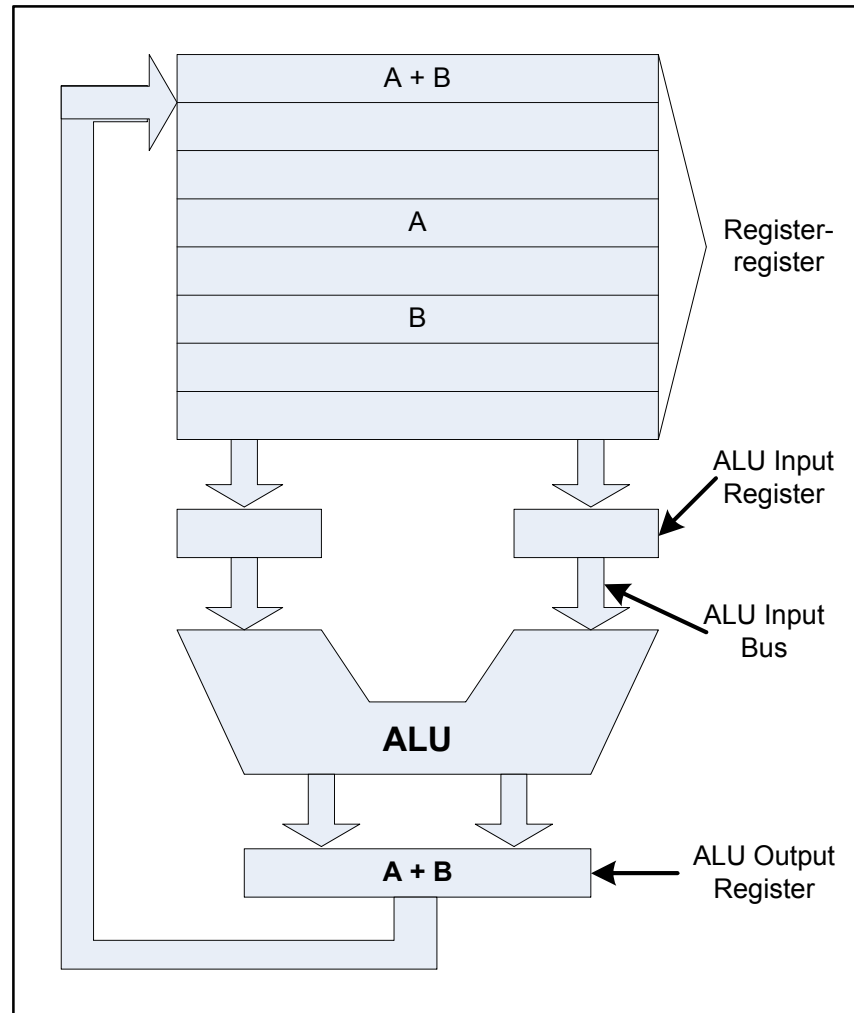 A + B
A
B
Register-
register
ALU Input
Register
ALU Input
Bus
ALU
A + B
ALU Output
Register